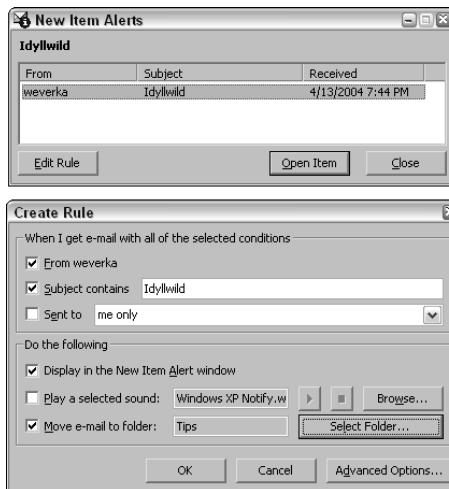 New Item Alerts
Idyllwild
From Subject Received
weverka Idyllwild 4/13/2004 7:44 PM
Edit Rule Open Item Close
Create Rule
When I get e-mail with all of the selected conditions
From weverka
Subject contains Idyllwild
Sent to me only
Do the following
Display in the New Item Alert window
Play a selected sound: Windows XP Notify.w Browse...
Move e-mail to folder: Tips Select Folder...
OK Cancel Advanced Options...